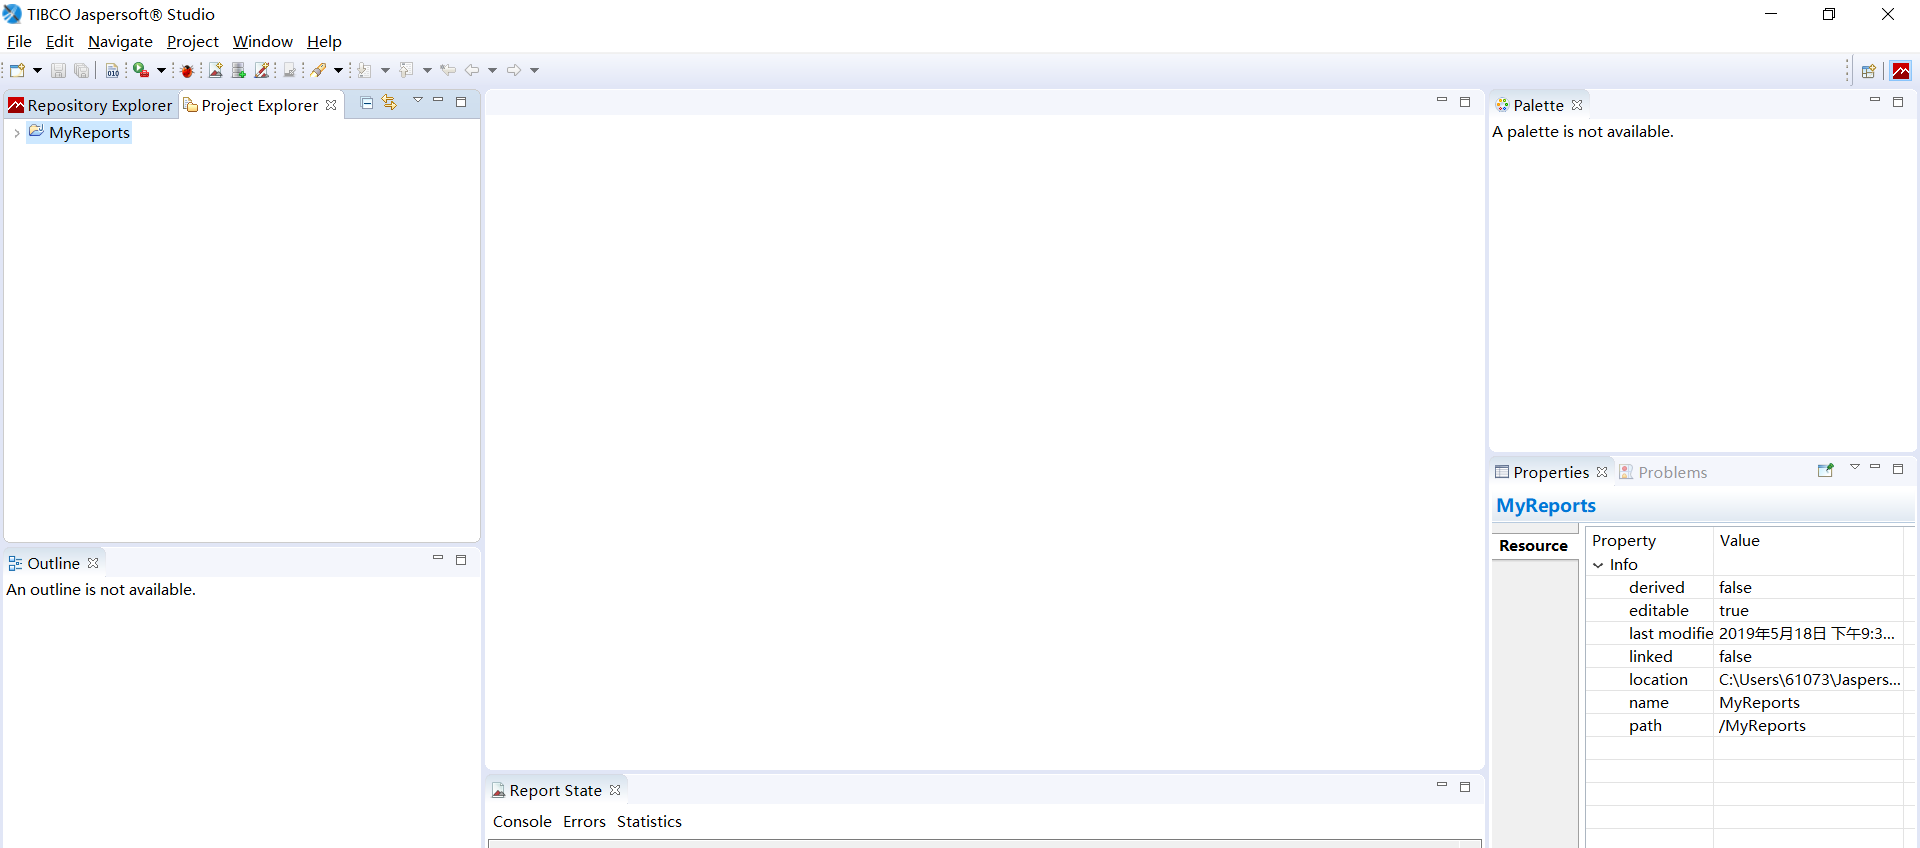 TIBCO Jaspersoft® Studio
File Edit Navigate Project Window Help
010
Repository Explorer Project Explorer
MyReports
Palette
A palette is not available.
Properties Problems
MyReports
Resource
Property Value
Info
derived false
editable true
last modifie 2019年5月18日 下午9:3...
linked false
location C:\Users\61073\Jaspers...
name MyReports
path /MyReports
Outline
An outline is not available.
Report State
Console Errors Statistics